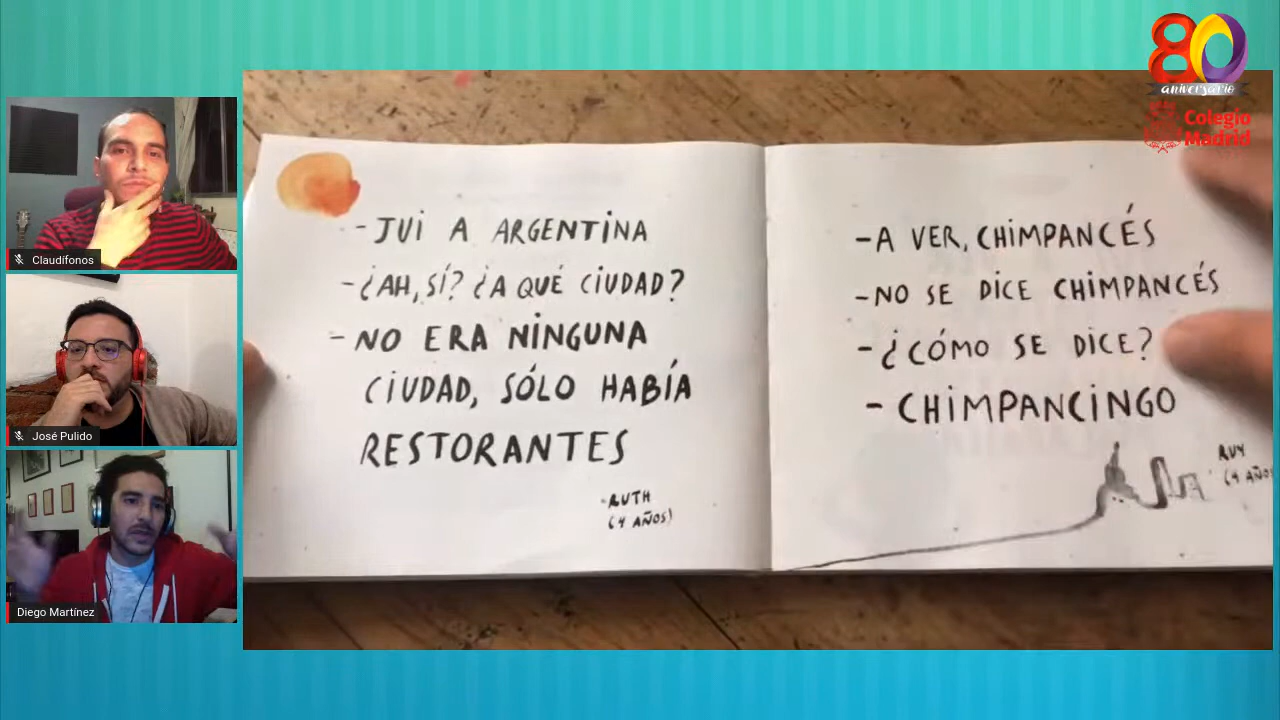 80
aniversario
Colegio
Madrid
Claudífonos
José Pulido
Diego Martínez
-JUI A ARGENTINA
-¿AH, SÍ? ¿A QUÉ CIUDAD?
-NO ERA NINGUNA
CIUDAD, SÓLO HABÍA
RESTORANTES
-RUTH
(4 AÑOS)
-A VER, CHIMPANCÉS
-NO SE DICE CHIMPANCÉS
-¿CÓMO SE DICE?
-CHIMPANCINGO
RUY
(4 AÑOS